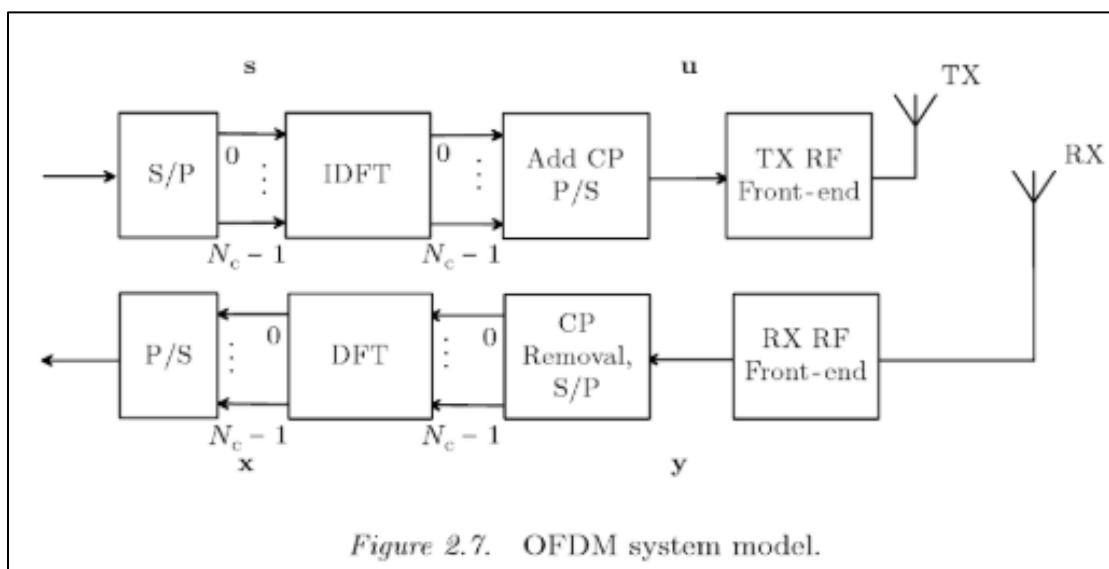 s
u
TX
RX
S/P
0
⋮
IDFT
0
⋮
Add CP
P/S
TX RF
Front-end
N_c − 1
N_c − 1
P/S
0
⋮
DFT
0
⋮
CP
Removal,
S/P
RX RF
Front-end
N_c − 1
N_c − 1
x
y
Figure 2.7. OFDM system model.